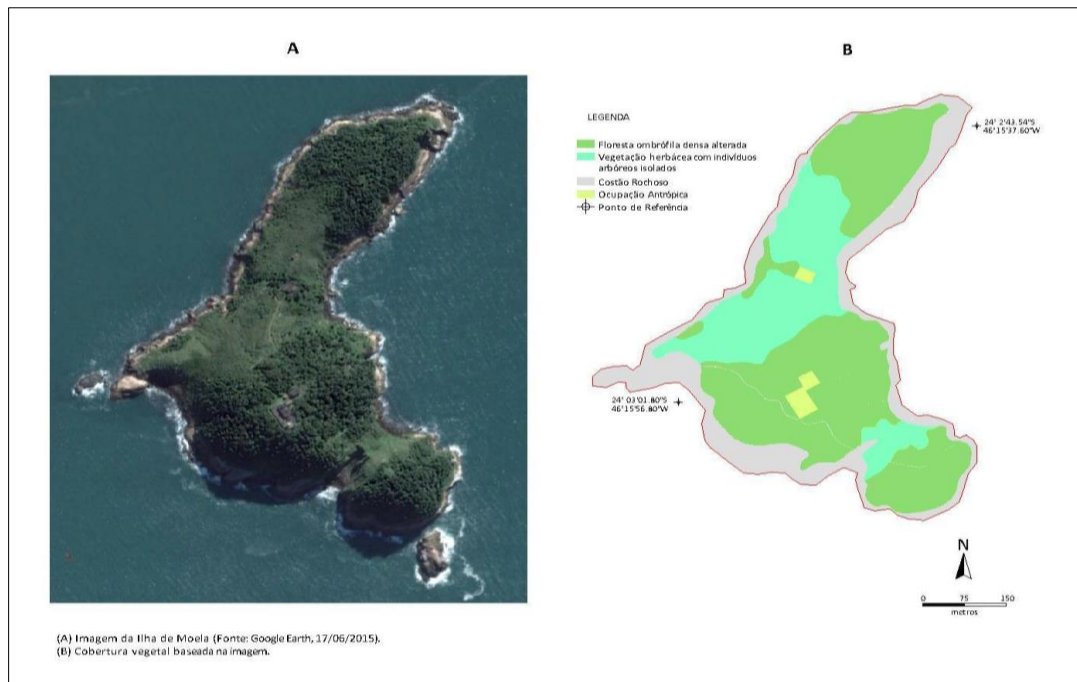 A
B
LEGENDA
Floresta ombrófila densa alterada
Vegetação herbácea com indivíduos
arbóreos isolados
Costão Rochoso
Ocupação Antrópica
Ponto de Referência
24° 2'43.54"S
46°15'37.60"W
24° 03'01.80"S
46°15'56.80"W
N
0 75 150
metros
(A) Imagem da Ilha de Moela (Fonte: Google Earth, 17/06/2015).
(B) Cobertura vegetal baseada na imagem.